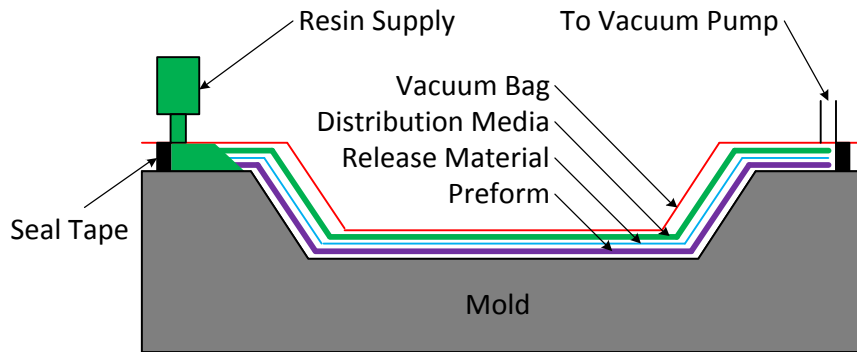 Resin Supply
To Vacuum Pump
Vacuum Bag
Distribution Media
Release Material
Preform
Seal Tape
Mold